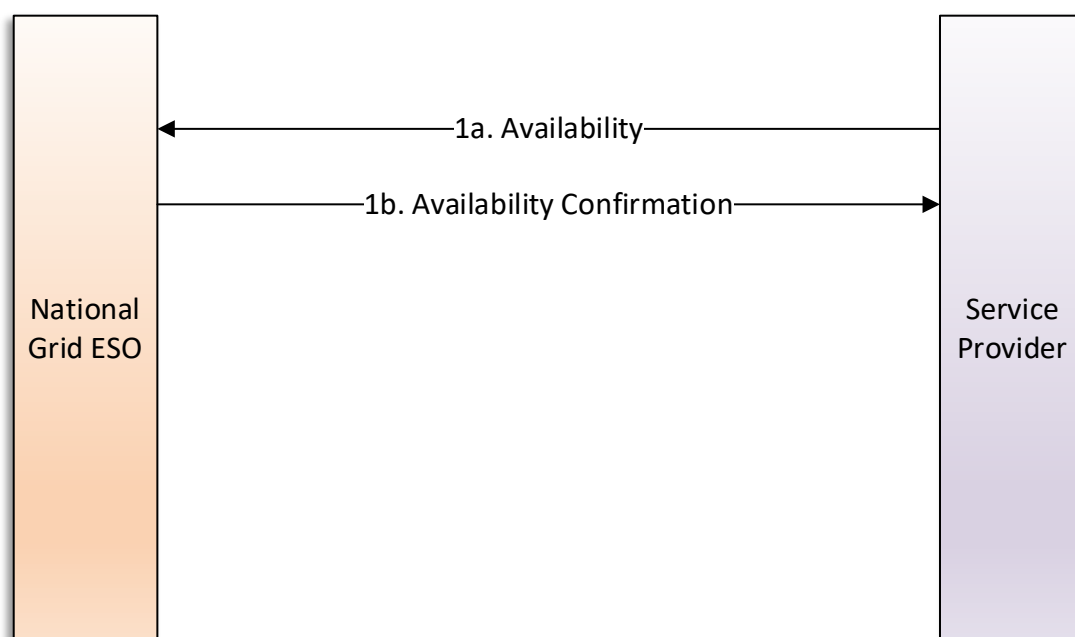 1a. Availability
1b. Availability Confirmation
National
Grid ESO
Service
Provider